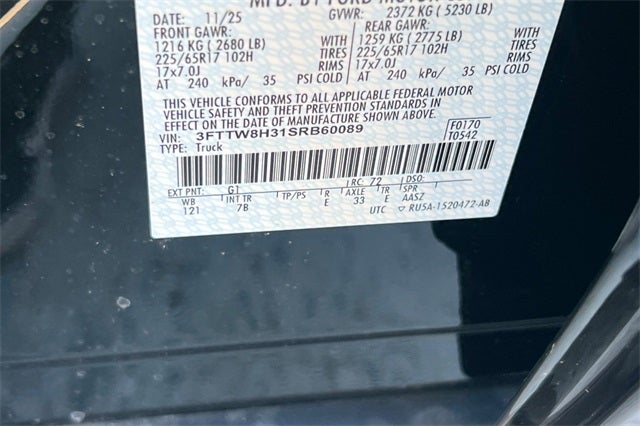 MFD. BY FORD MOTOR
DATE: 11/25 GVWR: 2372 KG ( 5230 LB)
FRONT GAWR: REAR GAWR:
1216 KG ( 2680 LB) WITH 1259 KG ( 2775 LB) WITH
225/65R17 102H TIRES 225/65R17 102H TIRES
17x7.0J RIMS 17x7.0J RIMS
AT 240 kPa/ 35 PSI COLD AT 240 kPa/ 35 PSI COLD
THIS VEHICLE CONFORMS TO ALL APPLICABLE FEDERAL MOTOR
VEHICLE SAFETY AND THEFT PREVENTION STANDARDS IN
EFFECT ON THE DATE OF MANUFACTURE SHOWN ABOVE.
VIN: 3FTTW8H31SRB60089 F0170
TYPE: Truck T0542
EXT PNT: G1 RC: 72 DSO:
WB INT TR TP/PS R AXLE TR SPR
121 7B E 33 E AASZ
UTC RU5A-1520472-AB